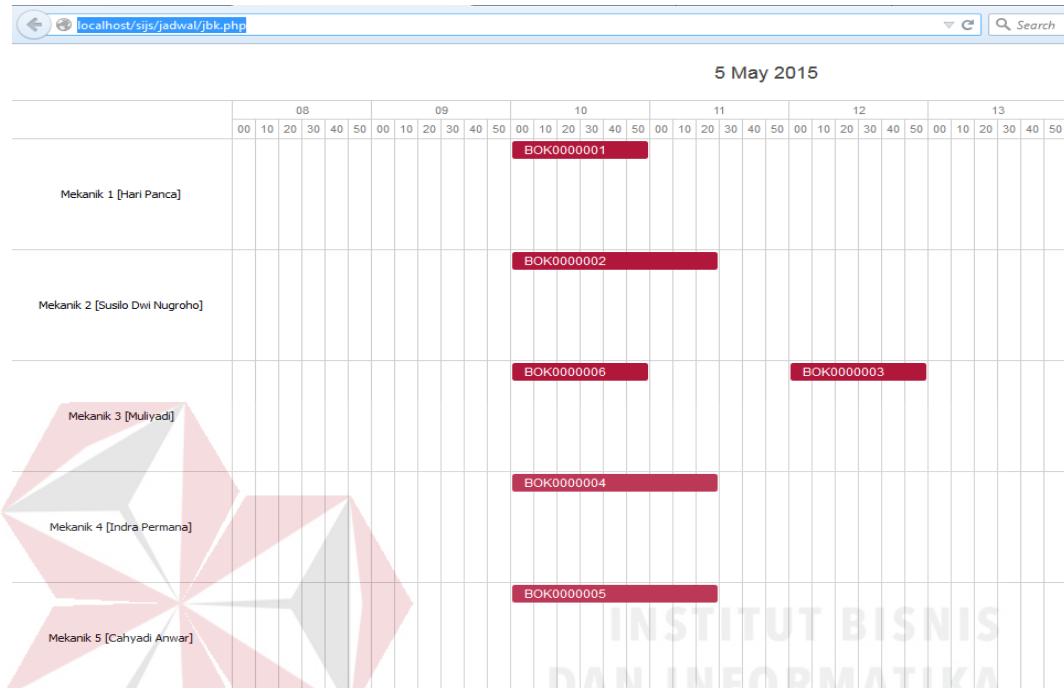 localhost/sijs/jadwal/jbk.php
Search
5 May 2015
08 09 10 11 12 13
00 10 20 30 40 50 00 10 20 30 40 50 00 10 20 30 40 50 00 10 20 30 40 50 00 10 20 30 40 50 00 10 20 30 40 50
BOK0000001
Mekanik 1 [Hari Panca]
BOK0000002
Mekanik 2 [Susilo Dwi Nugroho]
BOK0000006 BOK0000003
Mekanik 3 [Muliyadi]
BOK0000004
Mekanik 4 [Indra Permana]
BOK0000005
Mekanik 5 [Cahyadi Anwar]
INSTITUT BISNIS
DAN INFORMATIKA